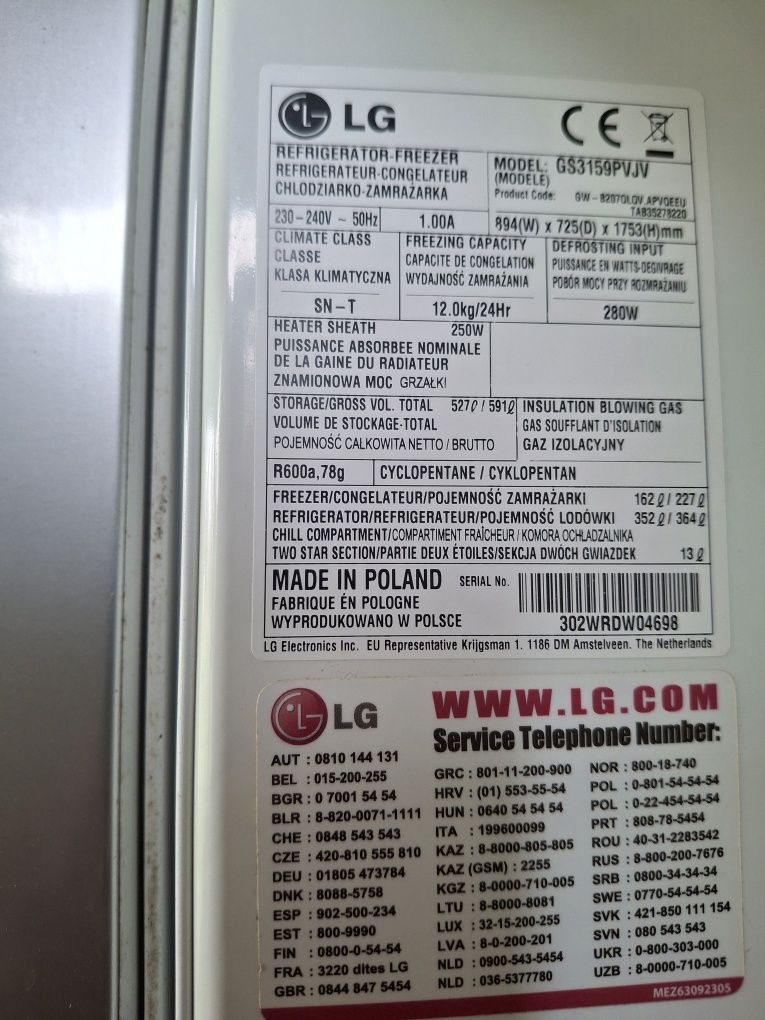 LG CE
REFRIGERATOR-FREEZER
REFRIGERATEUR-CONGELATEUR
CHLODZIARKO-ZAMRAŻARKA
MODEL: GS3159PVJV
(MODELE)
Product Code: GW-8207QLQV.APVQEEU
TAB35278220
230-240V ~ 50Hz 1.00A 894(W) x 725(D) x 1753(H)mm
CLIMATE CLASS
CLASSE
KLASA KLIMATYCZNA
SN-T
FREEZING CAPACITY
CAPACITE DE CONGELATION
WYDAJNOŚĆ ZAMRAŻANIA
12.0kg/24Hr
DEFROSTING INPUT
PUISSANCE EN WATTS-DEGIVRAGE
POBÓR MOCY PRZY ROZMRAŻANIU
280W
HEATER SHEATH 250W
PUISSANCE ABSORBEE NOMINALE
DE LA GAINE DU RADIATEUR
ZNAMIONOWA MOC GRZAŁKI
STORAGE/GROSS VOL. TOTAL 527ℓ / 591ℓ
VOLUME DE STOCKAGE-TOTAL
POJEMNOŚĆ CAŁKOWITA NETTO / BRUTTO
INSULATION BLOWING GAS
GAS SOUFFLANT D'ISOLATION
GAZ IZOLACYJNY
R600a,78g CYCLOPENTANE / CYKLOPENTAN
FREEZER/CONGELATEUR/POJEMNOŚĆ ZAMRAŻARKI 162ℓ / 227ℓ
REFRIGERATOR/REFRIGERATEUR/POJEMNOŚĆ LODÓWKI 352ℓ / 364ℓ
CHILL COMPARTMENT/COMPARTIMENT FRAÎCHEUR / KOMORA OCHŁADZALNIKA
TWO STAR SECTION/PARTIE DEUX ÉTOILES/SEKCJA DWÓCH GWIAZDEK 13ℓ
MADE IN POLAND
FABRIQUE ÉN POLOGNE
WYPRODUKOWANO W POLSCE
SERIAL No.
302WRDW04698
LG Electronics Inc. EU Representative Krijgsman 1. 1186 DM Amstelveen. The Netherlands
LG
WWW.LG.COM
Service Telephone Number:
AUT : 0810 144 131
BEL : 015-200-255
BGR : 0 7001 54 54
BLR : 8-820-0071-1111
CHE : 0848 543 543
CZE : 420-810 555 810
DEU : 01805 473784
DNK : 8088-5758
ESP : 902-500-234
EST : 800-9990
FIN : 0800-0-54-54
FRA : 3220 dites LG
GBR : 0844 847 5454
GRC : 801-11-200-900
HRV : (01) 553-55-54
HUN : 0640 54 54 54
ITA : 199600099
KAZ : 8-8000-805-805
KAZ (GSM) : 2255
KGZ : 8-0000-710-005
LTU : 8-8000-8081
LUX : 32-15-200-255
LVA : 8-0-200-201
NLD : 0900-543-5454
NLD : 036-5377780
NOR : 800-18-740
POL : 0-801-54-54-54
POL : 0-22-454-54-54
PRT : 808-78-5454
ROU : 40-31-2283542
RUS : 8-800-200-7676
SRB : 0800-34-34-34
SWE : 0770-54-54-54
SVK : 421-850 111 154
SVN : 080 543 543
UKR : 0-800-303-000
UZB : 8-0000-710-005
MEZ63092305